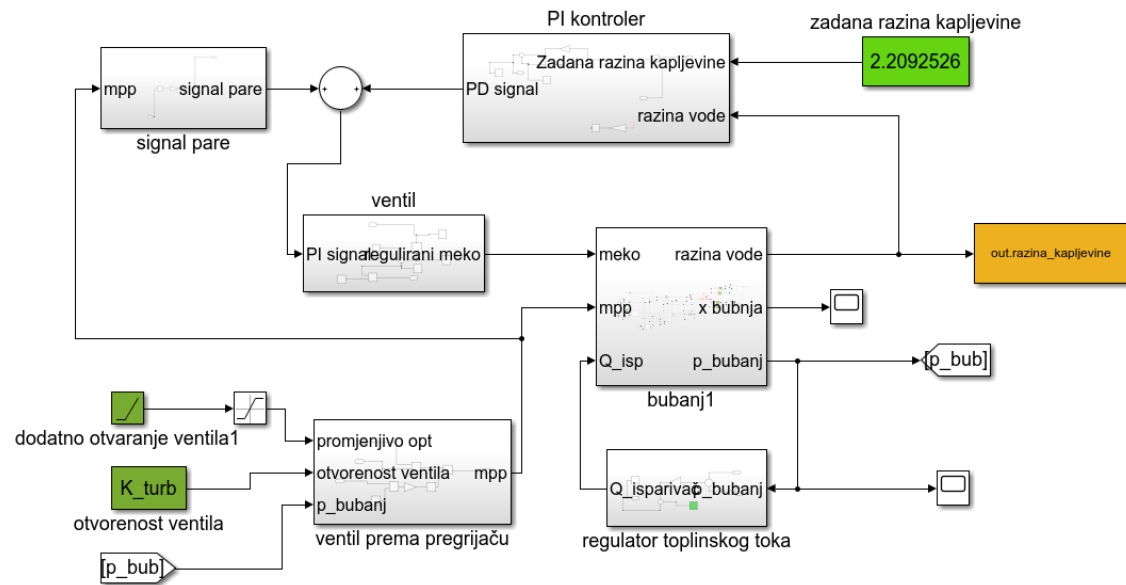 PI kontroler
zadana razina kapljevine
mpp
signal pare
signal pare
+
+
PD signal
Zadana razina kapljevine
razina vode
2.2092526
ventil
PI signal
regulirani meko
meko
razina vode
mpp
x bubnja
Q_isp
p_bubanj
bubanj1
out.razina_kapljevine
[p_bub]
dodatno otvaranje ventila1
K_turb
otvorenost ventila
[p_bub]
promjenjivo opt
otvorenost ventila
mpp
p_bubanj
ventil prema pregrijaču
Q_isparivač
p_bubanj
regulator toplinskog toka